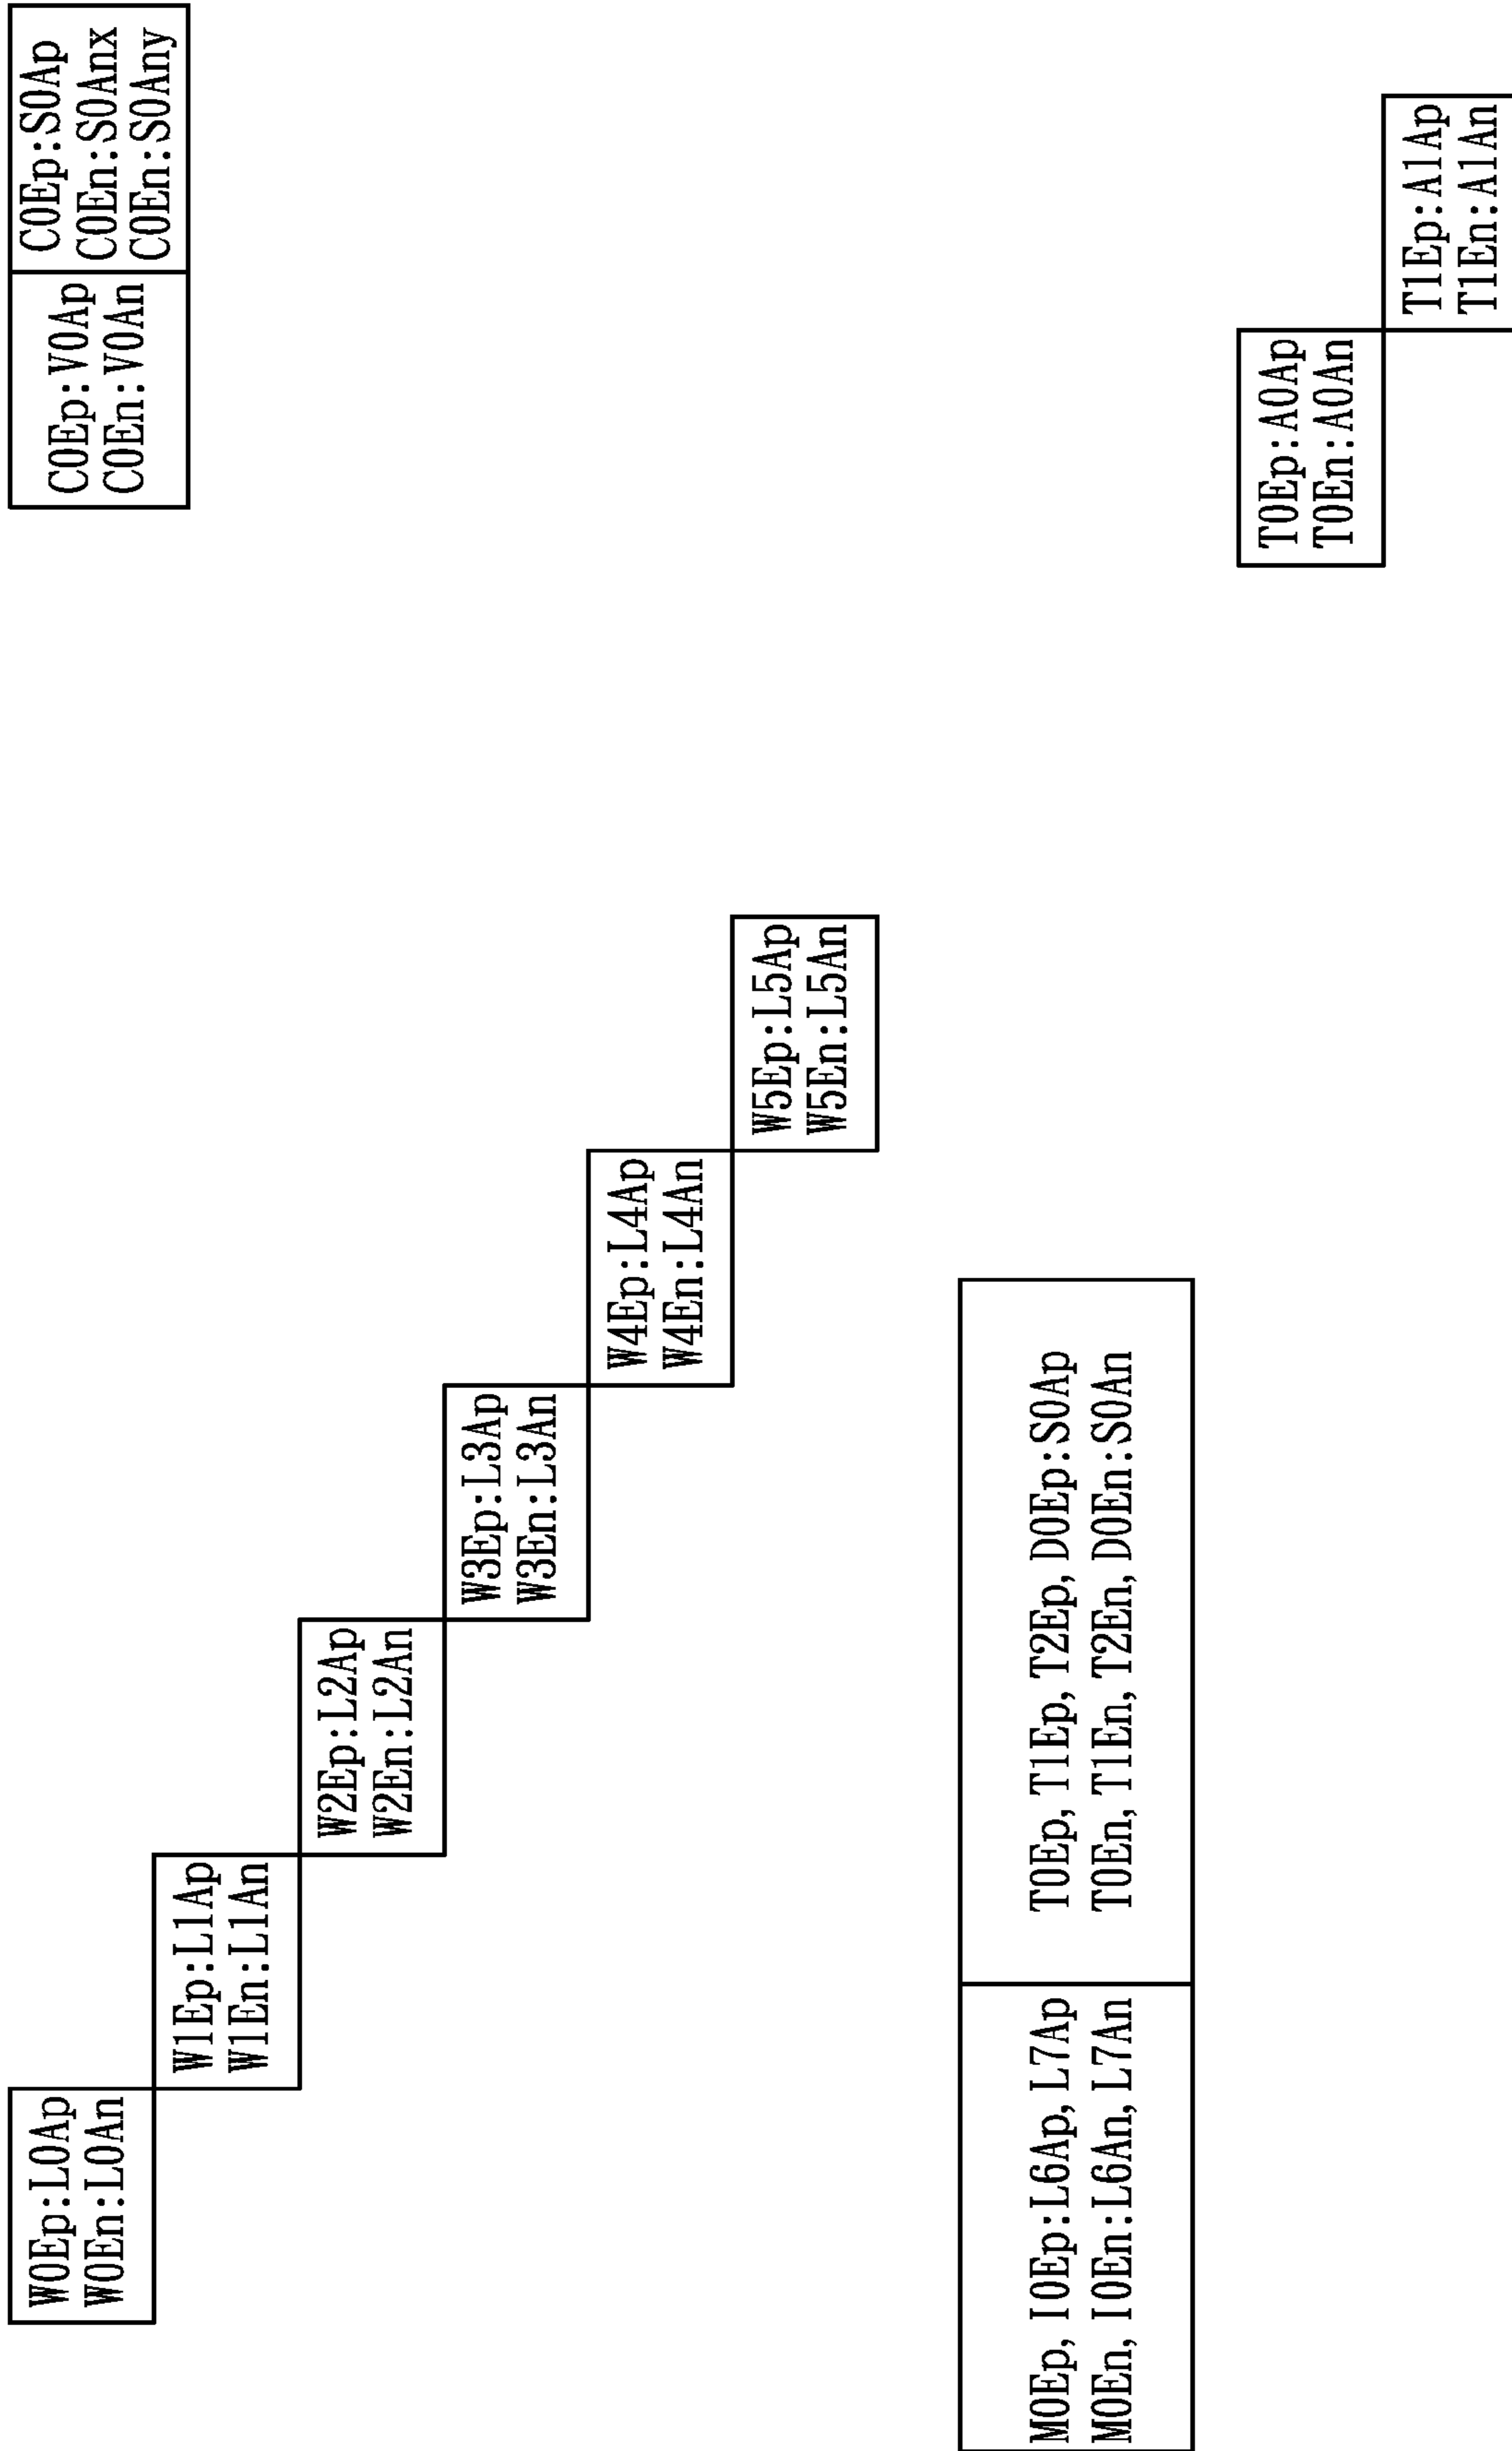 W0Ep:L0Ap
W0En:L0An
W1Ep:L1Ap
W1En:L1An
W2Ep:L2Ap
W2En:L2An
W3Ep:L3Ap
W3En:L3An
W4Ep:L4Ap
W4En:L4An
W5Ep:L5Ap
W5En:L5An
C0Ep:V0Ap
C0En:V0An
C0Ep:S0Ap
C0En:S0Anx
C0En:S0Any
M0Ep, I0Ep:L6Ap, L7Ap
M0En, I0En:L6An, L7An
T0Ep, T1Ep, T2Ep, D0Ep:S0Ap
T0En, T1En, T2En, D0En:S0An
T0Ep:A0Ap
T0En:A0An
T1Ep:A1Ap
T1En:A1An